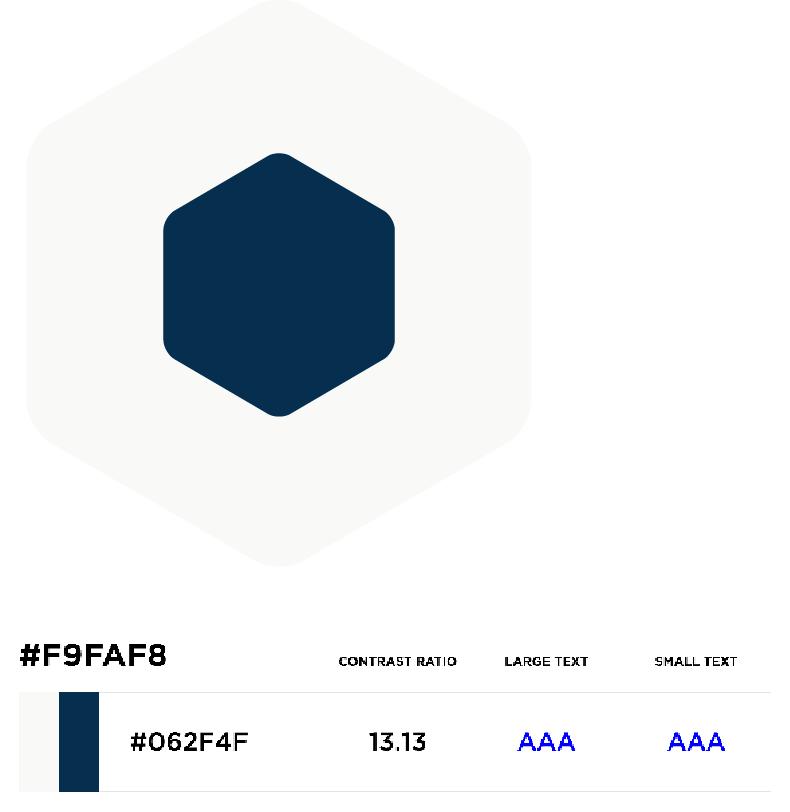 #F9FAF8 CONTRAST RATIO LARGE TEXT SMALL TEXT
#062F4F 13.13 AAA AAA